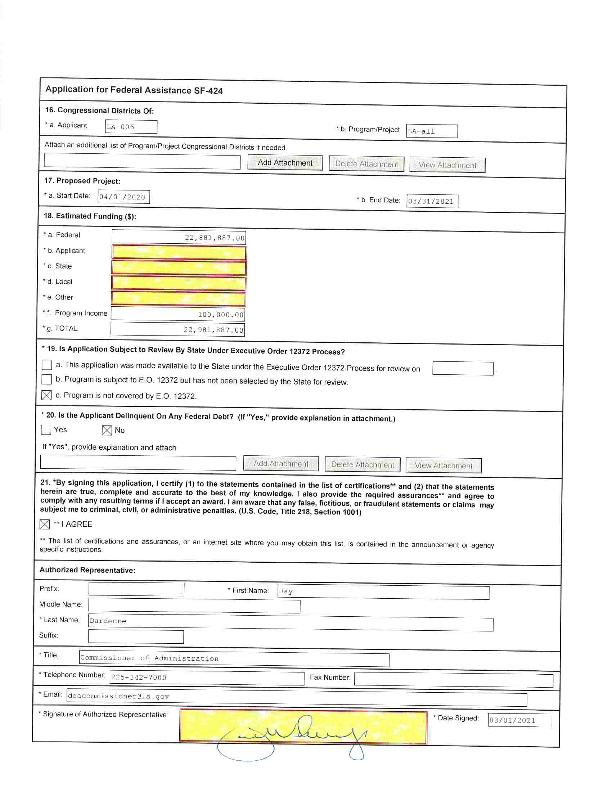 Application for Federal Assistance SF-424
16. Congressional Districts Of:
* a. Applicant LA-006 * b. Program/Project LA-all
Attach an additional list of Program/Project Congressional Districts if needed.
Add Attachment Delete Attachment View Attachment
17. Proposed Project:
* a. Start Date: 04/01/2020 * b. End Date: 03/31/2021
18. Estimated Funding ($):
* a. Federal 22,881,887.00
* b. Applicant
* c. State
* d. Local
* e. Other
* f. Program Income 100,000.00
* g. TOTAL 22,981,887.00
* 19. Is Application Subject to Review By State Under Executive Order 12372 Process?
a. This application was made available to the State under the Executive Order 12372 Process for review on
b. Program is subject to E.O. 12372 but has not been selected by the State for review.
c. Program is not covered by E.O. 12372.
* 20. Is the Applicant Delinquent On Any Federal Debt? (If "Yes," provide explanation in attachment.)
Yes No
If "Yes", provide explanation and attach
Add Attachment Delete Attachment View Attachment
21. *By signing this application, I certify (1) to the statements contained in the list of certifications** and (2) that the statements
herein are true, complete and accurate to the best of my knowledge. I also provide the required assurances** and agree to
comply with any resulting terms if I accept an award. I am aware that any false, fictitious, or fraudulent statements or claims may
subject me to criminal, civil, or administrative penalties. (U.S. Code, Title 218, Section 1001)
** I AGREE
** The list of certifications and assurances, or an internet site where you may obtain this list, is contained in the announcement or agency
specific instructions.
Authorized Representative:
Prefix: * First Name: Jay
Middle Name:
* Last Name: Dardenne
Suffix:
* Title: Commissioner of Administration
* Telephone Number: 225-342-7000 Fax Number:
* Email:
* Signature of Authorized Representative: * Date Signed: 03/01/2021